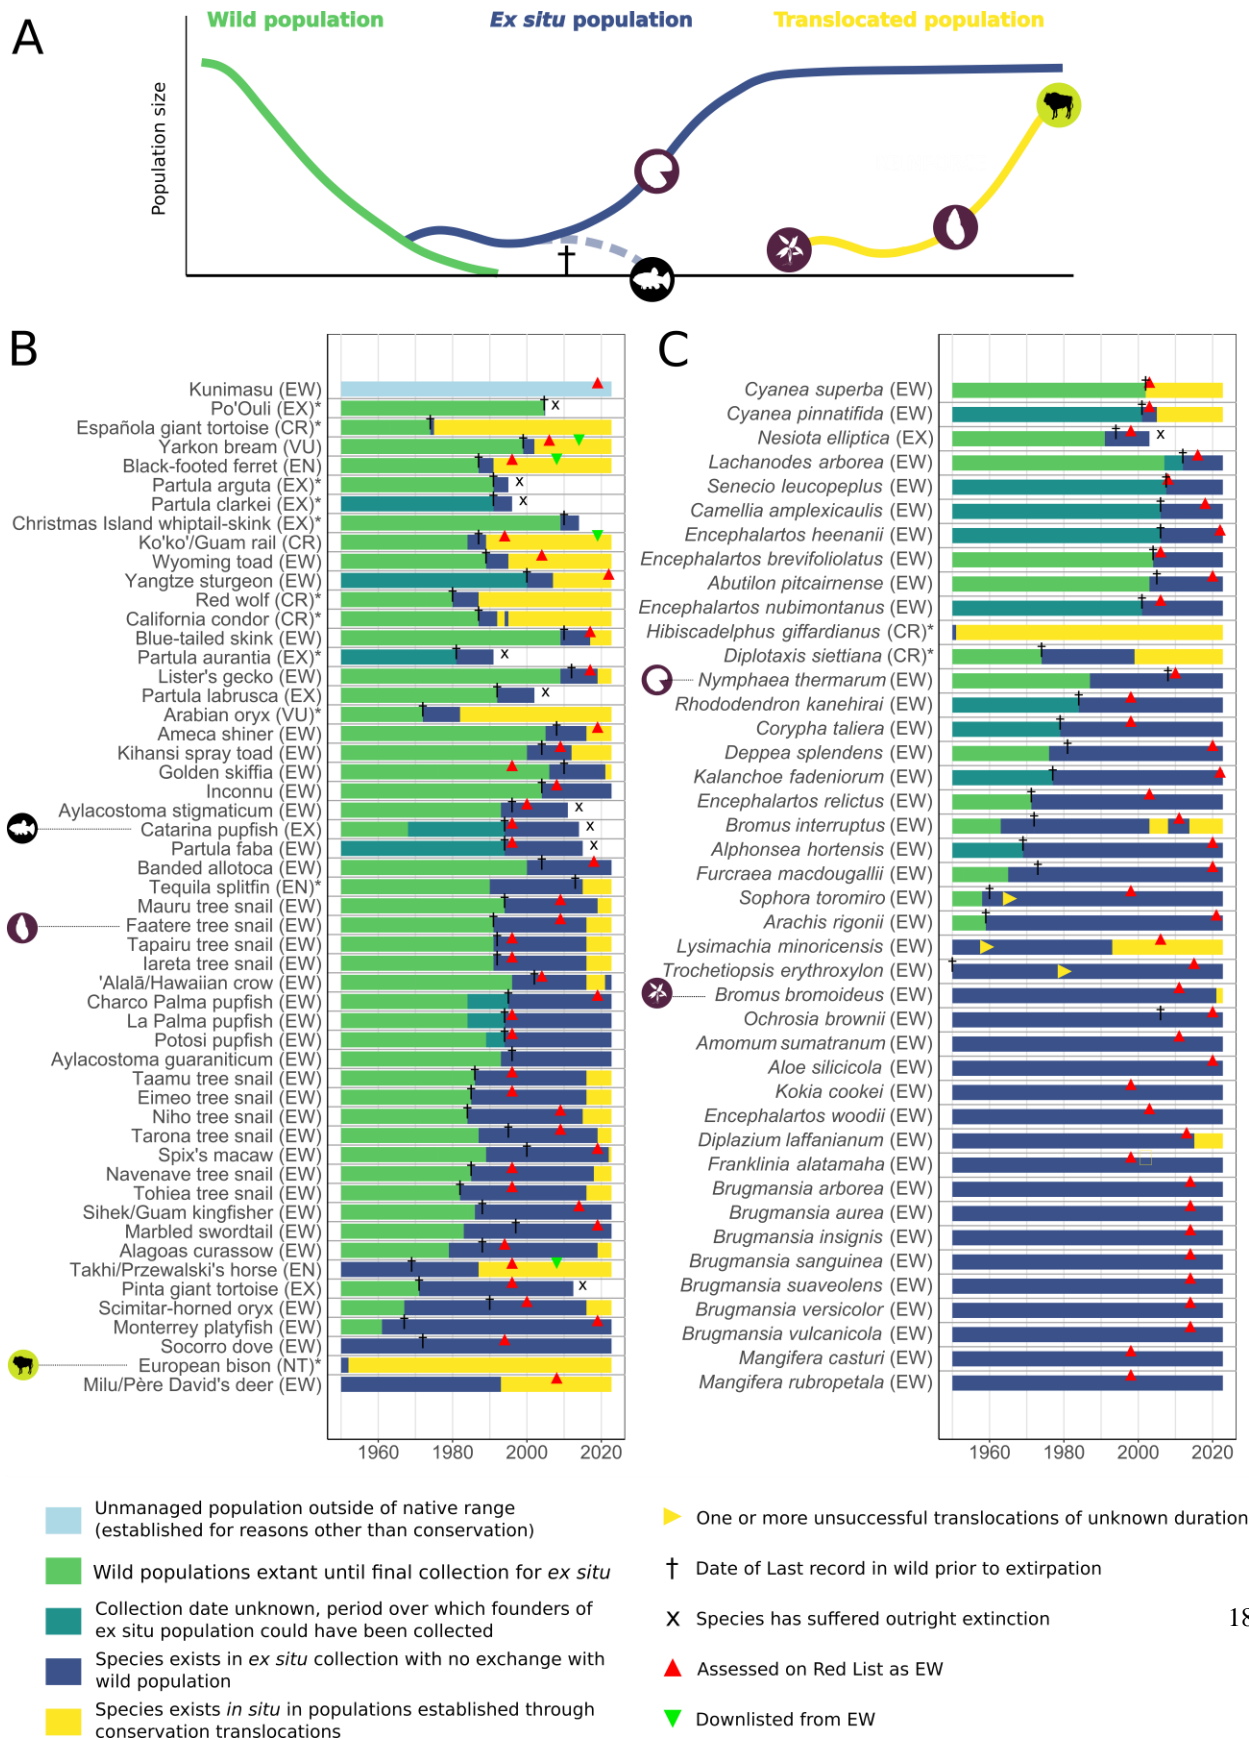 A
Wild population
Ex situ population
Translocated population
Population size
B
Kunimasu (EW)
Po'Ouli (EX)*
Española giant tortoise (CR)*
Yarkon bream (VU)
Black-footed ferret (EN)
Partula arguta (EX)*
Partula clarkei (EX)*
Christmas Island whiptail-skink (EX)*
Ko'ko'/Guam rail (CR)
Wyoming toad (EW)
Yangtze sturgeon (EW)
Red wolf (CR)*
California condor (CR)*
Blue-tailed skink (EW)
Partula aurantia (EX)*
Lister's gecko (EW)
Partula labrusca (EX)
Arabian oryx (VU)*
Ameca shiner (EW)
Kihansi spray toad (EW)
Golden skiffia (EW)
Inconnu (EW)
Aylacostoma stigmaticum (EW)
Catarina pupfish (EX)
Partula faba (EW)
Banded allotoca (EW)
Tequila splitfin (EN)*
Mauru tree snail (EW)
Faatere tree snail (EW)
Tapairu tree snail (EW)
Iareta tree snail (EW)
'Alalā/Hawaiian crow (EW)
Charco Palma pupfish (EW)
La Palma pupfish (EW)
Potosi pupfish (EW)
Aylacostoma guaraniticum (EW)
Taamu tree snail (EW)
Eimeo tree snail (EW)
Niho tree snail (EW)
Tarona tree snail (EW)
Spix's macaw (EW)
Navenave tree snail (EW)
Tohiea tree snail (EW)
Sihek/Guam kingfisher (EW)
Marbled swordtail (EW)
Alagoas curassow (EW)
Takhi/Przewalski's horse (EN)
Pinta giant tortoise (EX)
Scimitar-horned oryx (EW)
Monterrey platyfish (EW)
Socorro dove (EW)
European bison (NT)*
Milu/Père David's deer (EW)
1960 1980 2000 2020
C
Cyanea superba (EW)
Cyanea pinnatifida (EW)
Nesiota elliptica (EX)
Lachanodes arborea (EW)
Senecio leucopeplus (EW)
Camellia amplexicaulis (EW)
Encephalartos heenanii (EW)
Encephalartos brevifoliolatus (EW)
Abutilon pitcairnense (EW)
Encephalartos nubimontanus (EW)
Hibiscadelphus giffardianus (CR)*
Diplotaxis siettiana (CR)*
Nymphaea thermarum (EW)
Rhododendron kanehirai (EW)
Corypha taliera (EW)
Deppea splendens (EW)
Kalanchoe fadeniorum (EW)
Encephalartos relictus (EW)
Bromus interruptus (EW)
Alphonsea hortensis (EW)
Furcraea macdougallii (EW)
Sophora toromiro (EW)
Arachis rigonii (EW)
Lysimachia minoricensis (EW)
Trochetiopsis erythroxylon (EW)
Bromus bromoideus (EW)
Ochrosia brownii (EW)
Amomum sumatranum (EW)
Aloe silicicola (EW)
Kokia cookei (EW)
Encephalartos woodii (EW)
Diplazium laffanianum (EW)
Franklinia alatamaha (EW)
Brugmansia arborea (EW)
Brugmansia aurea (EW)
Brugmansia insignis (EW)
Brugmansia sanguinea (EW)
Brugmansia suaveolens (EW)
Brugmansia versicolor (EW)
Brugmansia vulcanicola (EW)
Mangifera casturi (EW)
Mangifera rubropetala (EW)
1960 1980 2000 2020
Unmanaged population outside of native range
(established for reasons other than conservation)
Wild populations extant until final collection for ex situ
Collection date unknown, period over which founders of
ex situ population could have been collected
Species exists in ex situ collection with no exchange with
wild population
Species exists in situ in populations established through
conservation translocations
One or more unsuccessful translocations of unknown duration
† Date of Last record in wild prior to extirpation
x Species has suffered outright extinction
Assessed on Red List as EW
Downlisted from EW
18